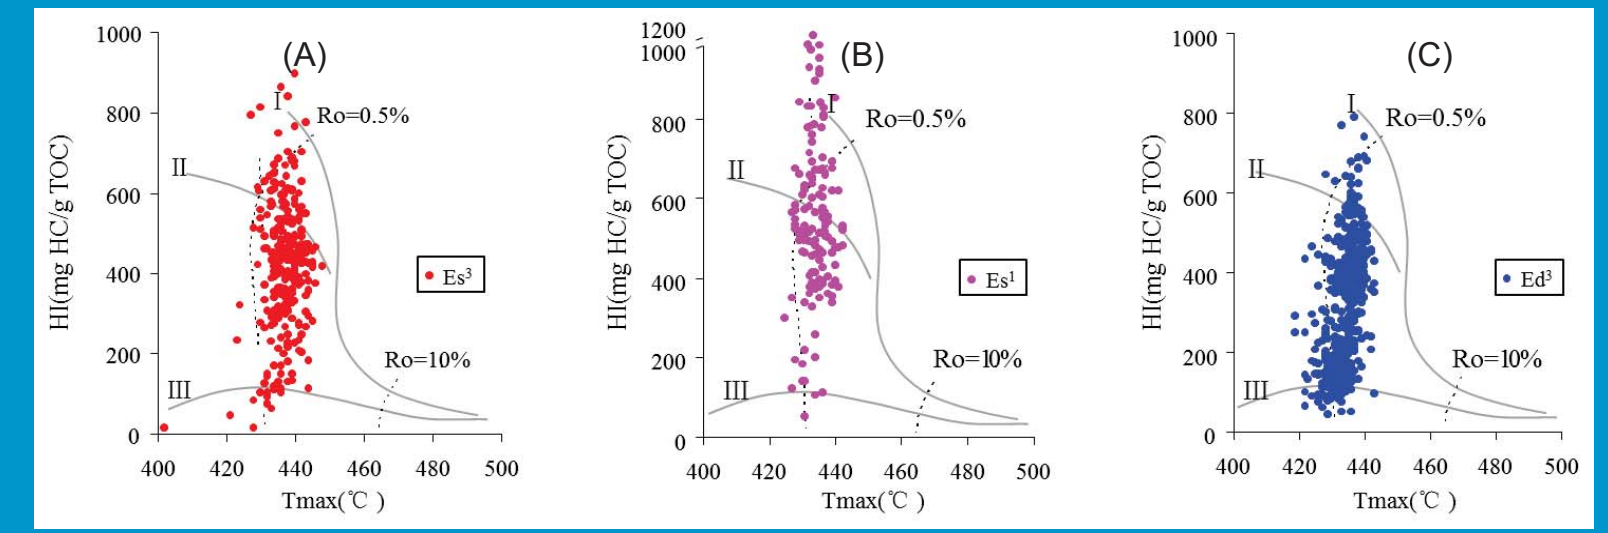 (A)
1000
800
600
400
200
0
HI(mg HC/g TOC)
I
II
III
Ro=0.5%
Ro=10%
Es³
400 420 440 460 480 500
Tmax(℃ )
(B)
1200
1000
800
600
400
200
0
HI(mg HC/g TOC)
I
II
III
Ro=0.5%
Ro=10%
Es¹
400 420 440 460 480 500
Tmax(℃ )
(C)
1000
800
600
400
200
0
HI(mg HC/g TOC)
I
II
III
Ro=0.5%
Ro=10%
Ed³
400 420 440 460 480 500
Tmax(℃ )